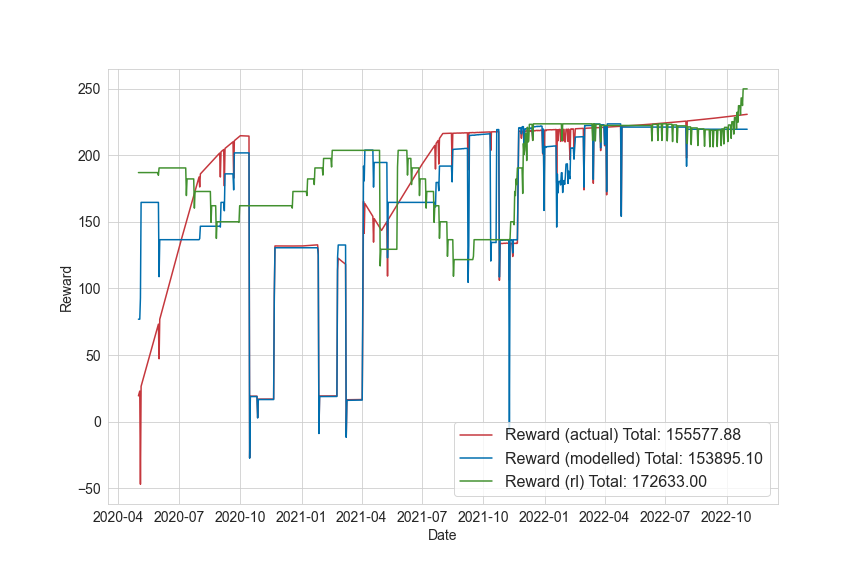 250
200
150
100
50
0
−50
Reward
2020-04 2020-07 2020-10 2021-01 2021-04 2021-07 2021-10 2022-01 2022-04 2022-07 2022-10
Date
Reward (actual) Total: 155577.88
Reward (modelled) Total: 153895.10
Reward (rl) Total: 172633.00